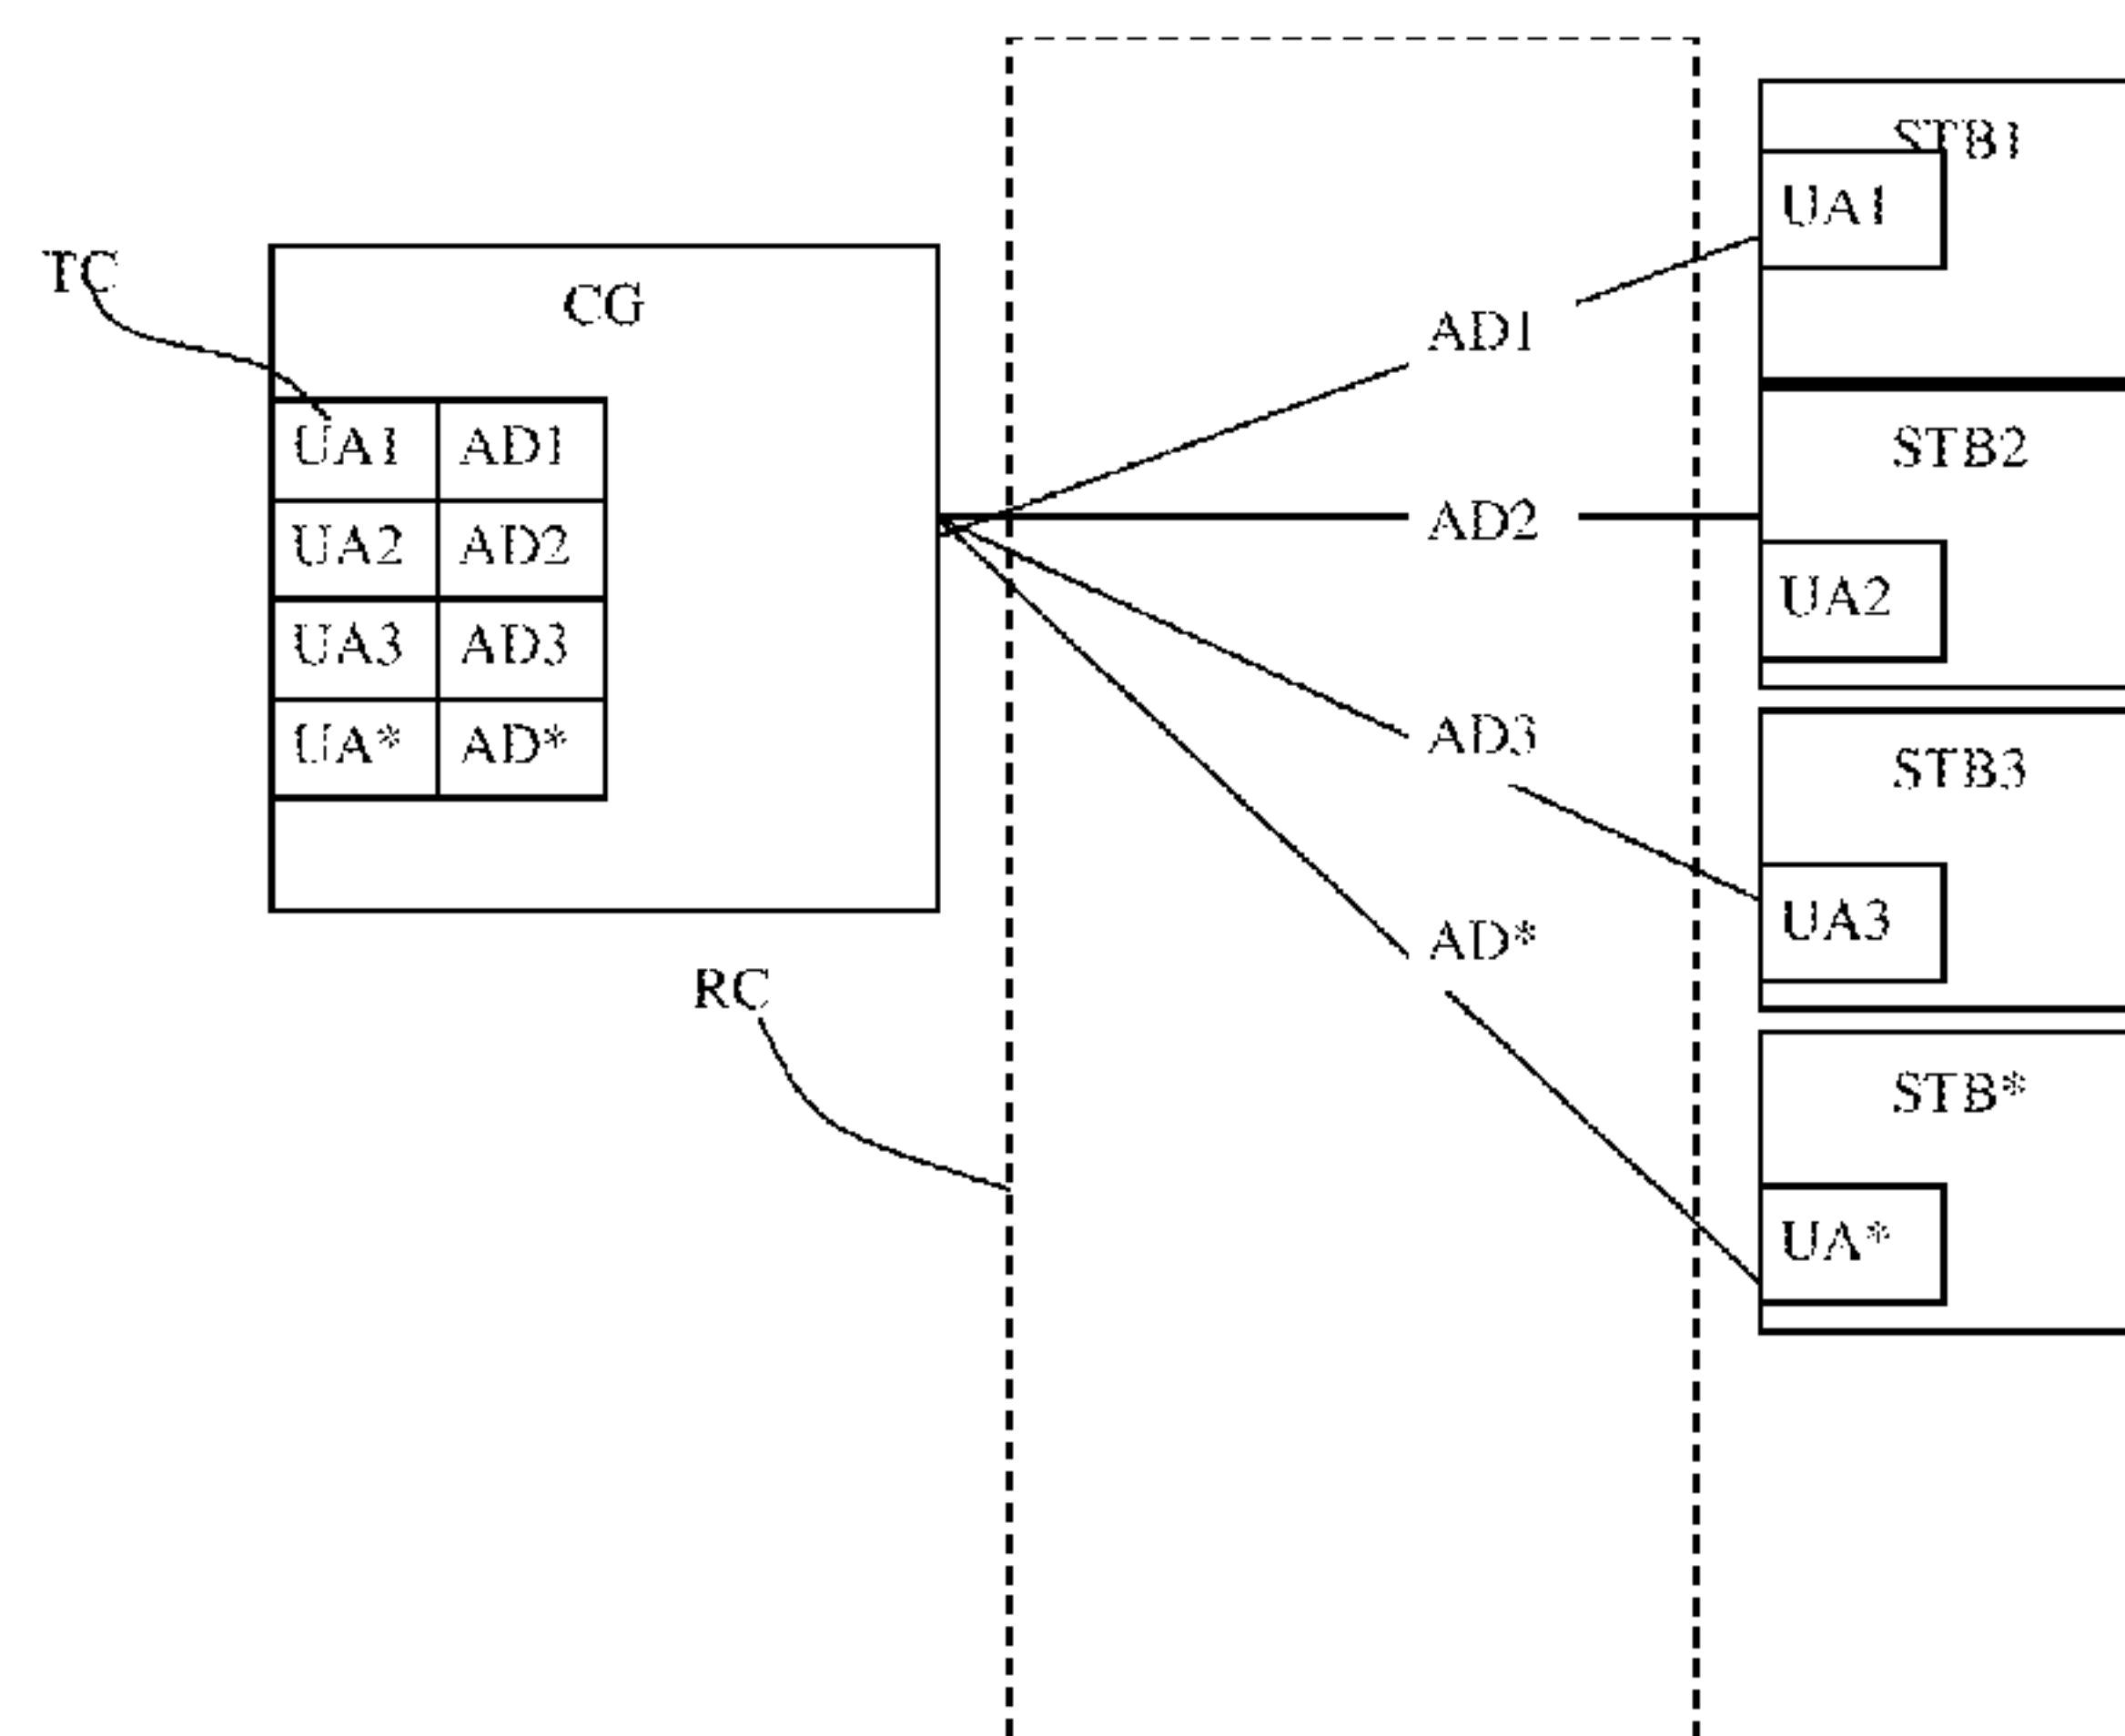 TC
CG
UA1 AD1
UA2 AD2
UA3 AD3
UA* AD*
RC
AD1
AD2
AD3
AD*
STB1
UA1
STB2
UA2
STB3
UA3
STB*
UA*